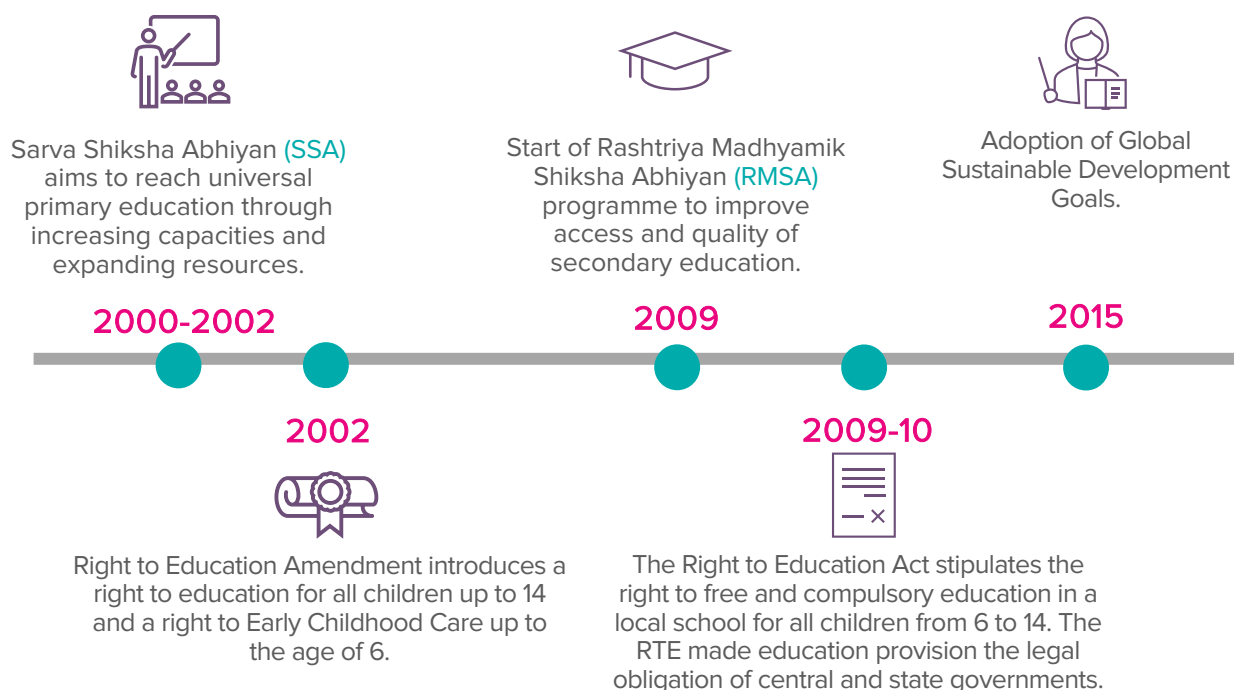 Sarva Shiksha Abhiyan (SSA)
aims to reach universal
primary education through
increasing capacities and
expanding resources.
2000-2002
Start of Rashtriya Madhyamik
Shiksha Abhiyan (RMSA)
programme to improve
access and quality of
secondary education.
2009
Adoption of Global
Sustainable Development
Goals.
2015
2002
Right to Education Amendment introduces a
right to education for all children up to 14
and a right to Early Childhood Care up to
the age of 6.
2009-10
The Right to Education Act stipulates the
right to free and compulsory education in a
local school for all children from 6 to 14. The
RTE made education provision the legal
obligation of central and state governments.